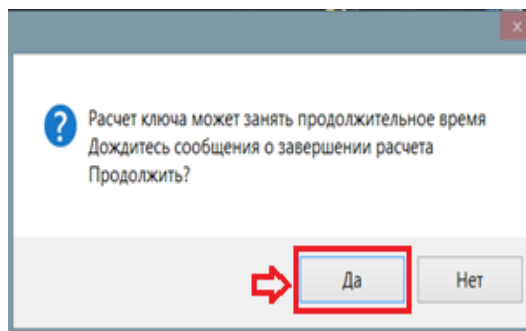 Расчет ключа может занять продолжительное время
Дождитесь сообщения о завершении расчета
Продолжить?
Да
Нет